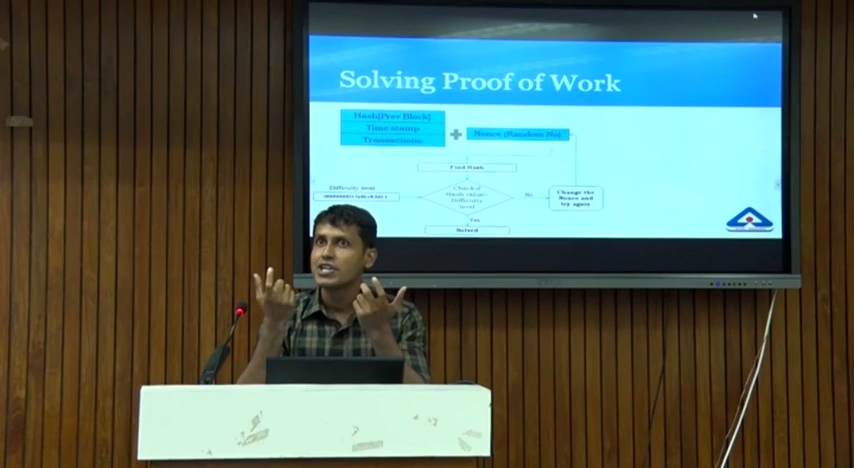 Solving Proof of Work
Hash[Prev Block]
Time stamp
Transactions
Nonce (Random No)
Find Hash
Difficulty level
Check if
Hash value<
Difficulty
level
No
Change the
Nonce and
try again
Yes
Solved